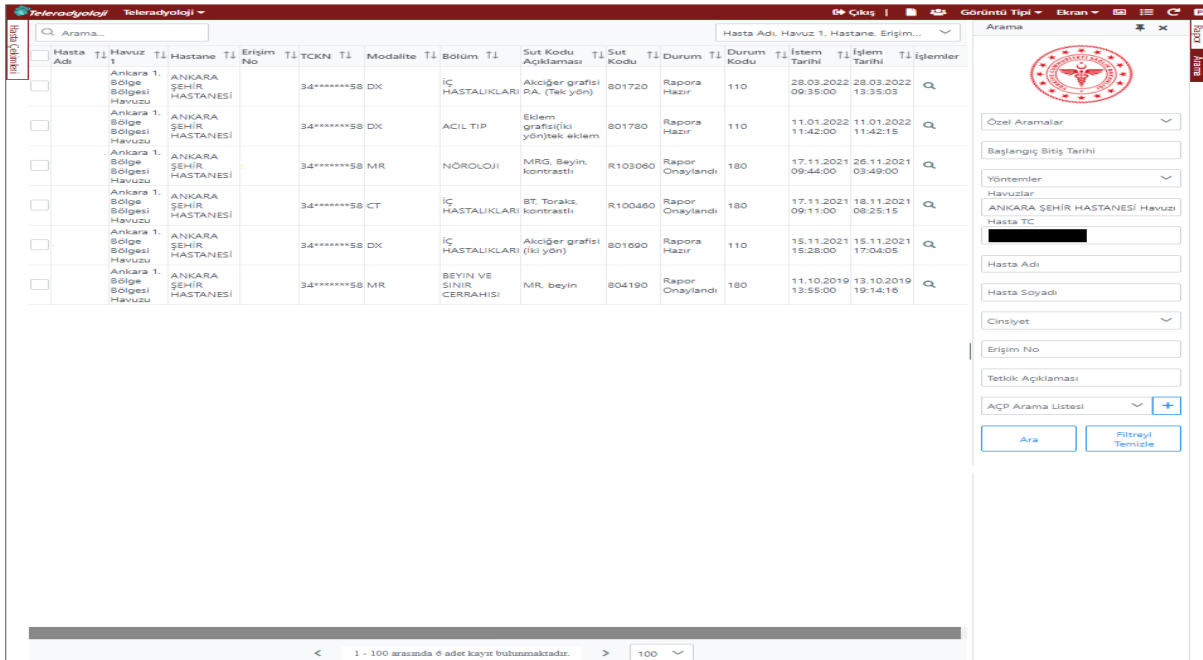 Teleradyoloji Teleradyoloji
Çıkış | Görüntü Tipi Ekran
Hasta Çekimleri
Arama...
Hasta Adı, Havuz 1, Hastane, Erişim...
Hasta Adı Havuz 1 Hastane Erişim No TCKN Modalite Bölüm Sut Kodu Açıklaması Sut Kodu Durum Durum Kodu İstem Tarihi İşlem Tarihi İşlemler
Ankara 1. Bölge Bölgesi Havuzu ANKARA ŞEHİR HASTANESİ 34*******58 DX İÇ HASTALIKLARI Akciğer grafisi P.A. (Tek yön) 801720 Rapora Hazır 110 28.03.2022 09:35:00 28.03.2022 13:35:03
Ankara 1. Bölge Bölgesi Havuzu ANKARA ŞEHİR HASTANESİ 34*******58 DX ACIL TIP Eklem grafisi(İki yön)tek eklem 801780 Rapora Hazır 110 11.01.2022 11:42:00 11.01.2022 11:42:15
Ankara 1. Bölge Bölgesi Havuzu ANKARA ŞEHİR HASTANESİ 34*******58 MR NÖROLOJİ MRG, Beyin, kontrastlı R103060 Rapor Onaylandı 180 17.11.2021 09:44:00 26.11.2021 03:49:00
Ankara 1. Bölge Bölgesi Havuzu ANKARA ŞEHİR HASTANESİ 34*******58 CT İÇ HASTALIKLARI BT, Toraks, kontrastlı R100460 Rapor Onaylandı 180 17.11.2021 09:11:00 18.11.2021 08:25:15
Ankara 1. Bölge Bölgesi Havuzu ANKARA ŞEHİR HASTANESİ 34*******58 DX İÇ HASTALIKLARI Akciğer grafisi (İki yön) 801690 Rapora Hazır 110 15.11.2021 15:28:00 15.11.2021 17:04:05
Ankara 1. Bölge Bölgesi Havuzu ANKARA ŞEHİR HASTANESİ 34*******58 MR BEYIN VE SINIR CERRAHISI MR, beyin 804190 Rapor Onaylandı 180 11.10.2019 13:55:00 13.10.2019 19:14:16
< 1 - 100 arasında 6 adet kayıt bulunmaktadır. > 100
Arama
Özel Aramalar
Başlangıç Bitiş Tarihi
Yöntemler
Havuzlar
ANKARA ŞEHİR HASTANESİ Havuzu
Hasta TC
Hasta Adı
Hasta Soyadı
Cinsiyet
Erişim No
Tetkik Açıklaması
AÇP Arama Listesi +
Ara Filtreyi Temizle
Rapor
Arama